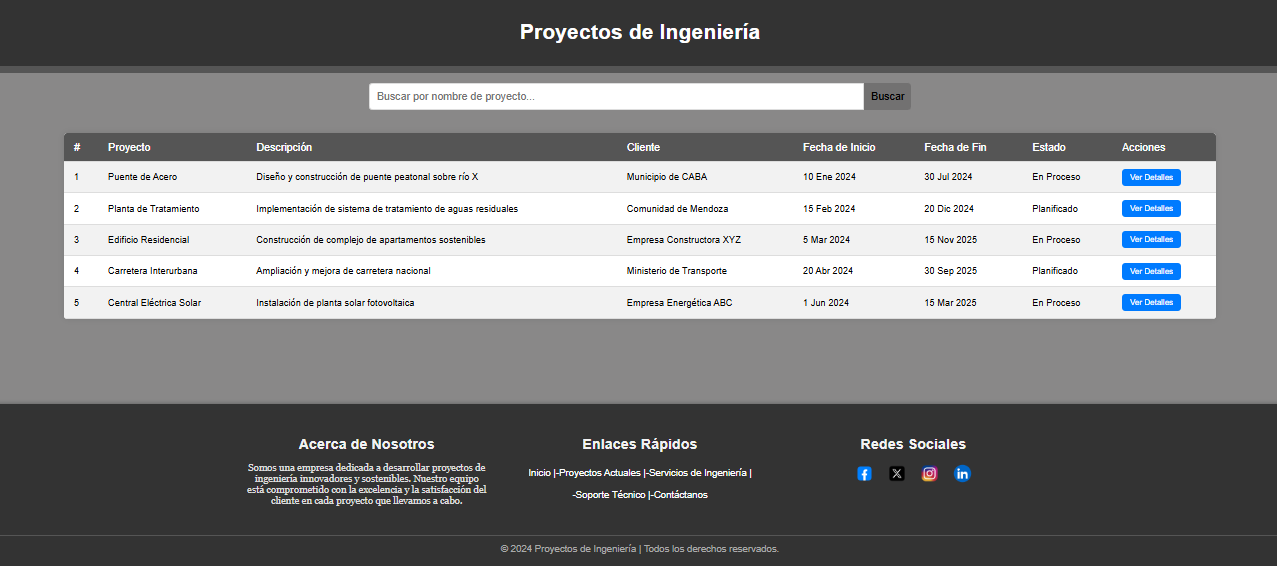 Proyectos de Ingeniería
Buscar por nombre de proyecto... Buscar
# Proyecto Descripción Cliente Fecha de Inicio Fecha de Fin Estado Acciones
1 Puente de Acero Diseño y construcción de puente peatonal sobre río X Municipio de CABA 10 Ene 2024 30 Jul 2024 En Proceso Ver Detalles
2 Planta de Tratamiento Implementación de sistema de tratamiento de aguas residuales Comunidad de Mendoza 15 Feb 2024 20 Dic 2024 Planificado Ver Detalles
3 Edificio Residencial Construcción de complejo de apartamentos sostenibles Empresa Constructora XYZ 5 Mar 2024 15 Nov 2025 En Proceso Ver Detalles
4 Carretera Interurbana Ampliación y mejora de carretera nacional Ministerio de Transporte 20 Abr 2024 30 Sep 2025 Planificado Ver Detalles
5 Central Eléctrica Solar Instalación de planta solar fotovoltaica Empresa Energética ABC 1 Jun 2024 15 Mar 2025 En Proceso Ver Detalles
Acerca de Nosotros
Somos una empresa dedicada a desarrollar proyectos de
ingeniería innovadores y sostenibles. Nuestro equipo
está comprometido con la excelencia y la satisfacción del
cliente en cada proyecto que llevamos a cabo.
Enlaces Rápidos
Inicio |-Proyectos Actuales |-Servicios de Ingeniería |
-Soporte Técnico |-Contáctanos
Redes Sociales
© 2024 Proyectos de Ingeniería | Todos los derechos reservados.